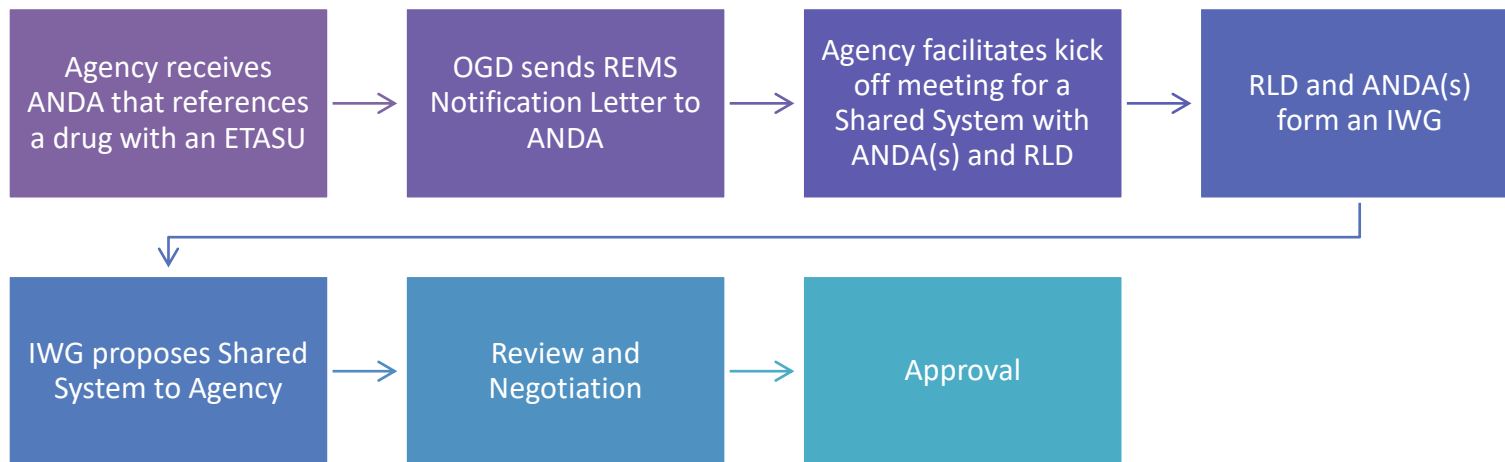 Agency receives
ANDA that references
a drug with an ETASU
OGD sends REMS
Notification Letter to
ANDA
Agency facilitates kick
off meeting for a
Shared System with
ANDA(s) and RLD
RLD and ANDA(s)
form an IWG
IWG proposes Shared
System to Agency
Review and
Negotiation
Approval